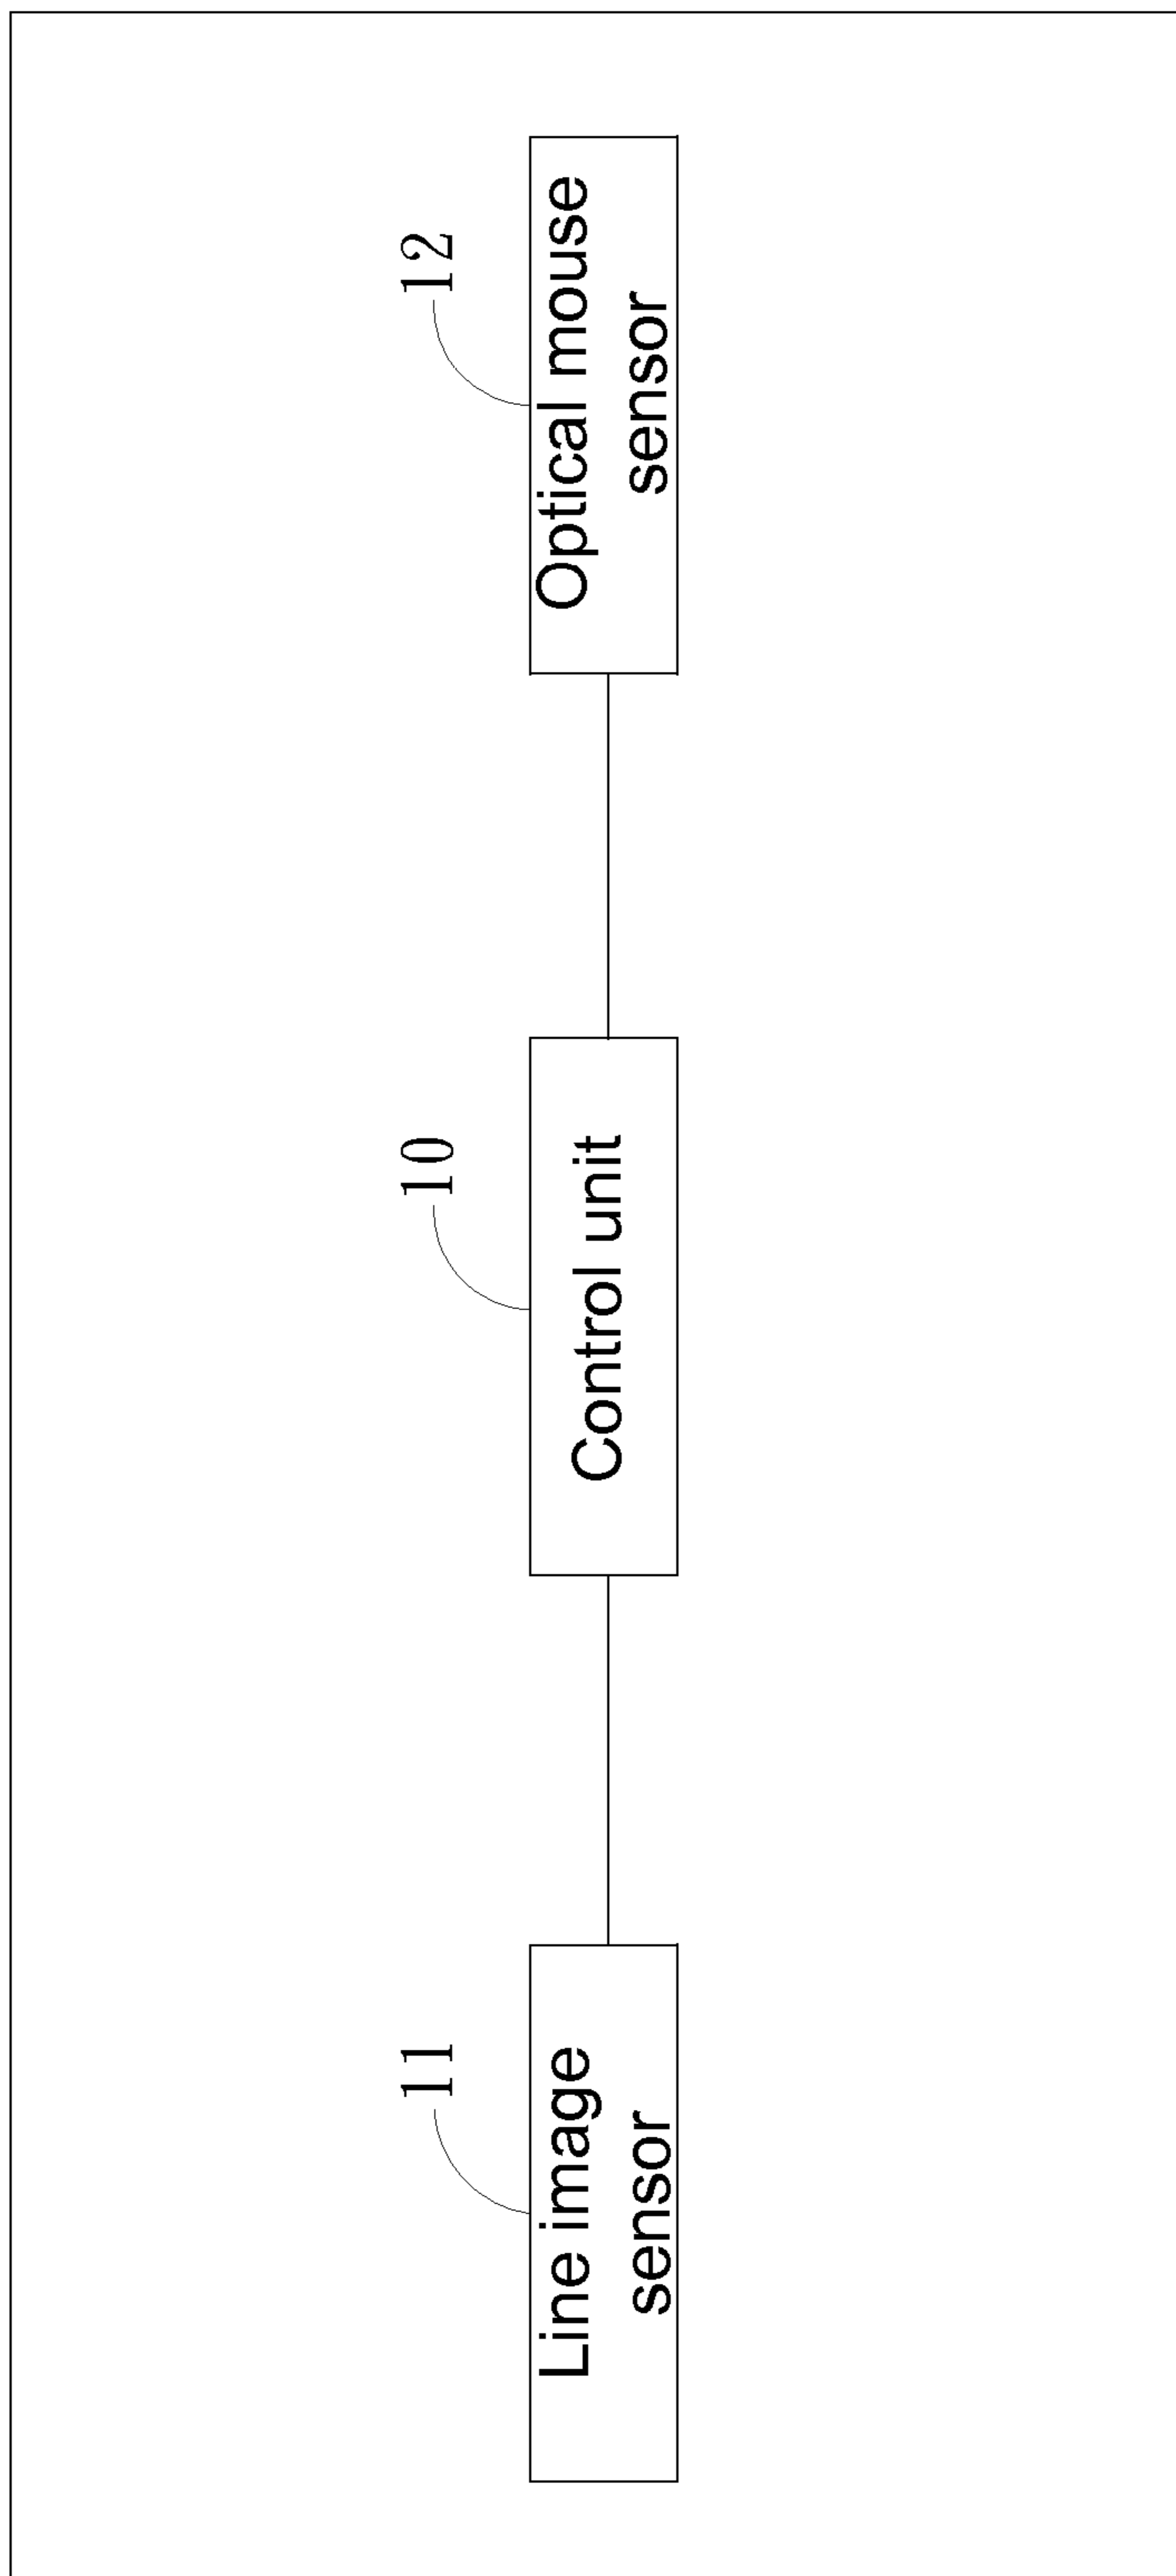 11
Line image
sensor
10
Control unit
12
Optical mouse
sensor